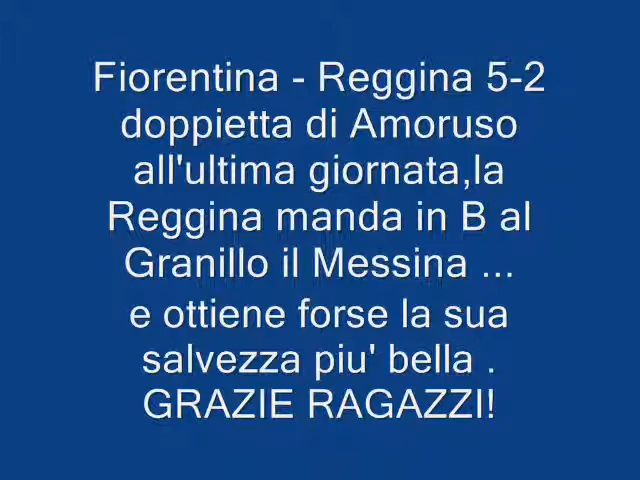 Fiorentina - Reggina 5-2
doppietta di Amoruso
all'ultima giornata,la
Reggina manda in B al
Granillo il Messina ...
e ottiene forse la sua
salvezza piu' bella .
GRAZIE RAGAZZI!